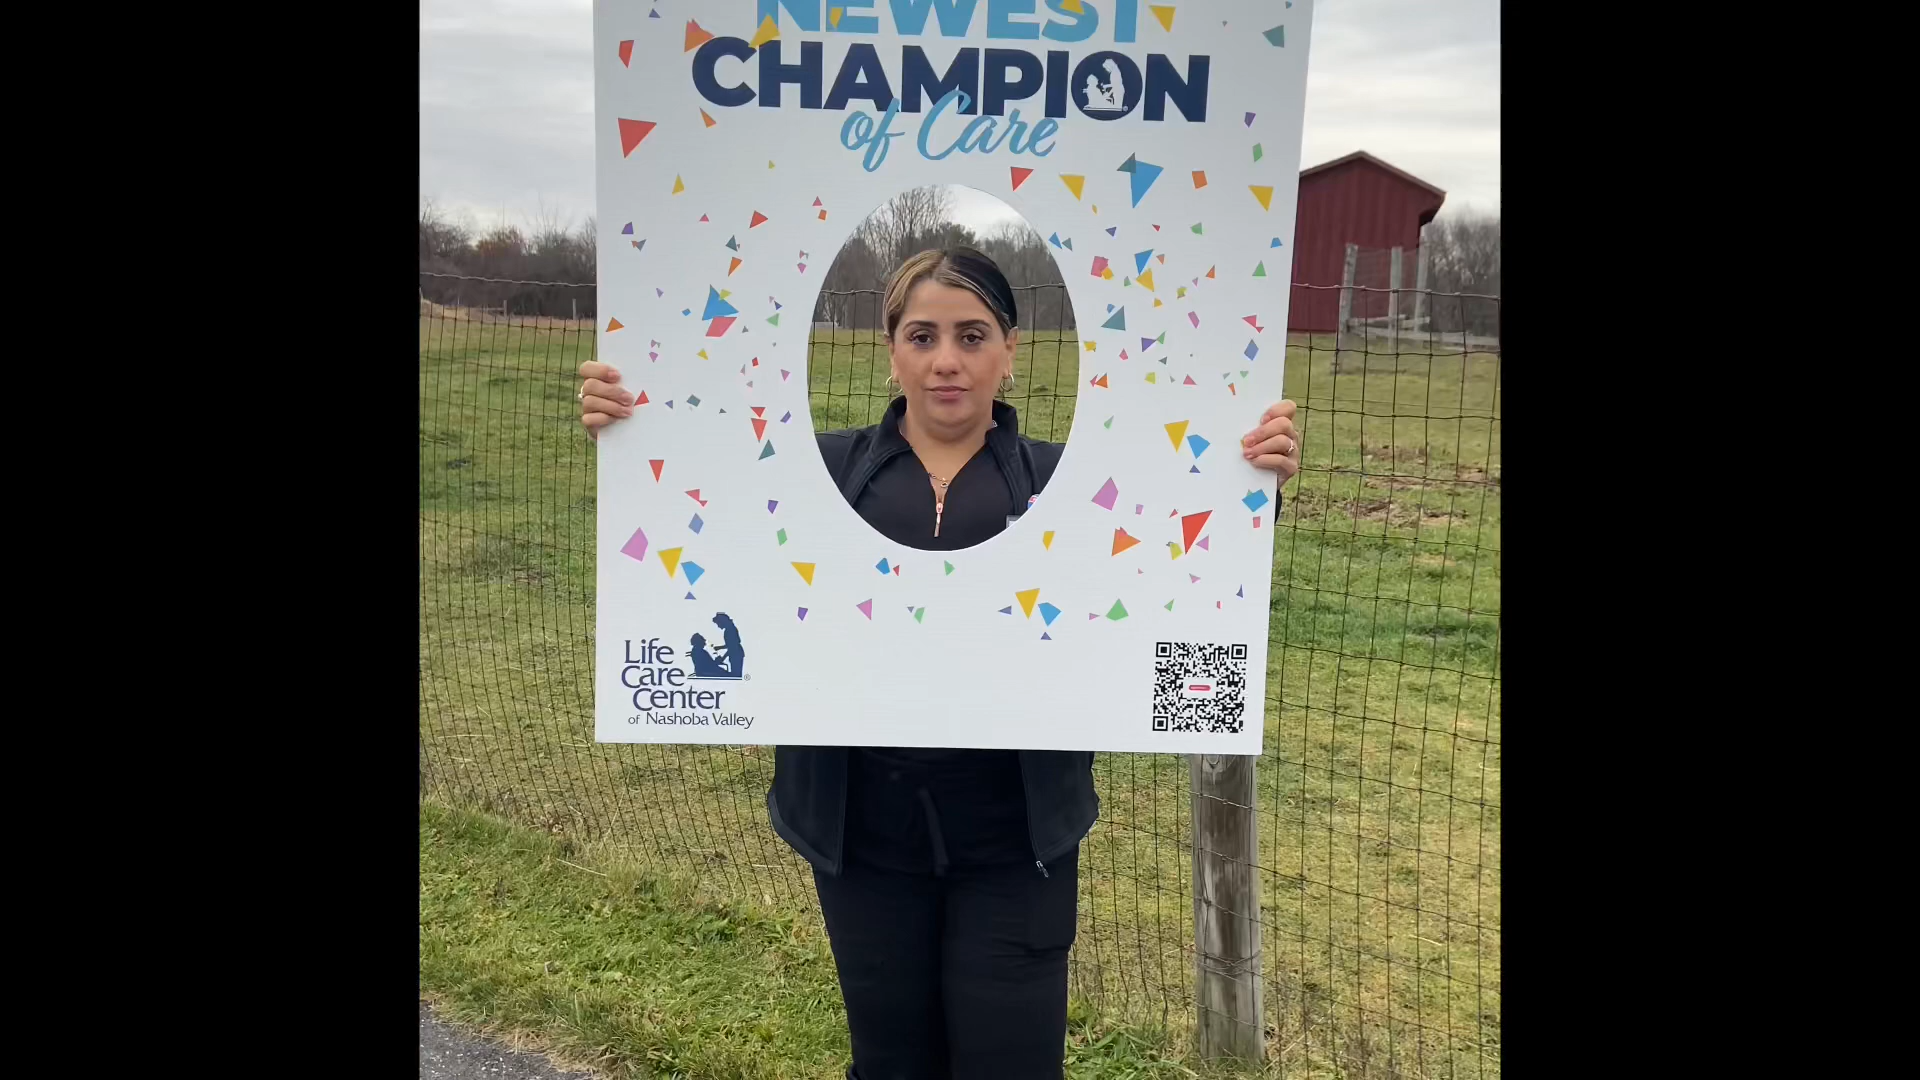 NEWEST
CHAMPION
of Care
Life
Care
Center
of Nashoba Valley